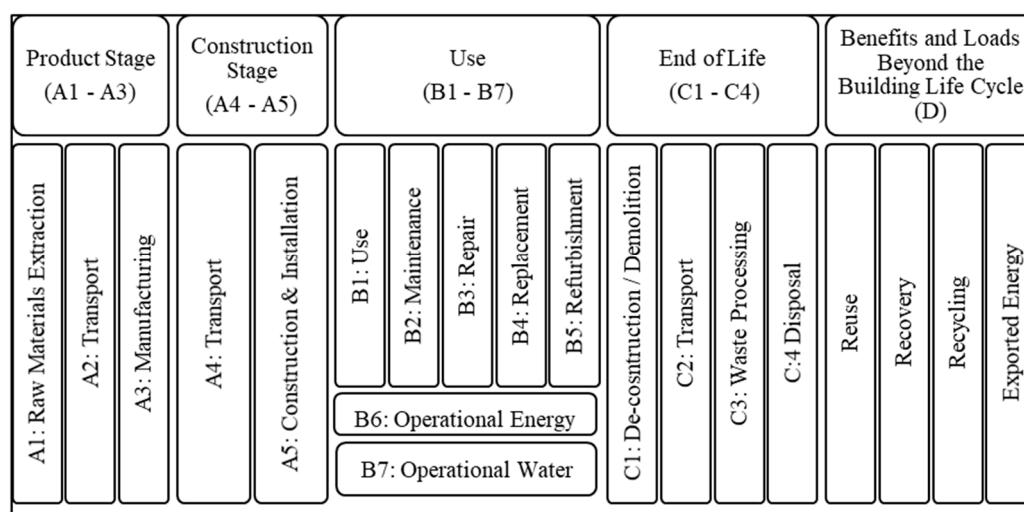 Product Stage
(A1 - A3)
Construction
Stage
(A4 - A5)
Use
(B1 - B7)
End of Life
(C1 - C4)
Benefits and Loads
Beyond the
Building Life Cycle
(D)
A1: Raw Materials Extraction
A2: Transport
A3: Manufacturing
A4: Transport
A5: Construction & Installation
B1: Use
B2: Maintenance
B3: Repair
B4: Replacement
B5: Refurbishment
B6: Operational Energy
B7: Operational Water
C1: De-cosntruction / Demolition
C2: Transport
C3: Waste Processing
C:4 Disposal
Reuse
Recovery
Recycling
Exported Energy